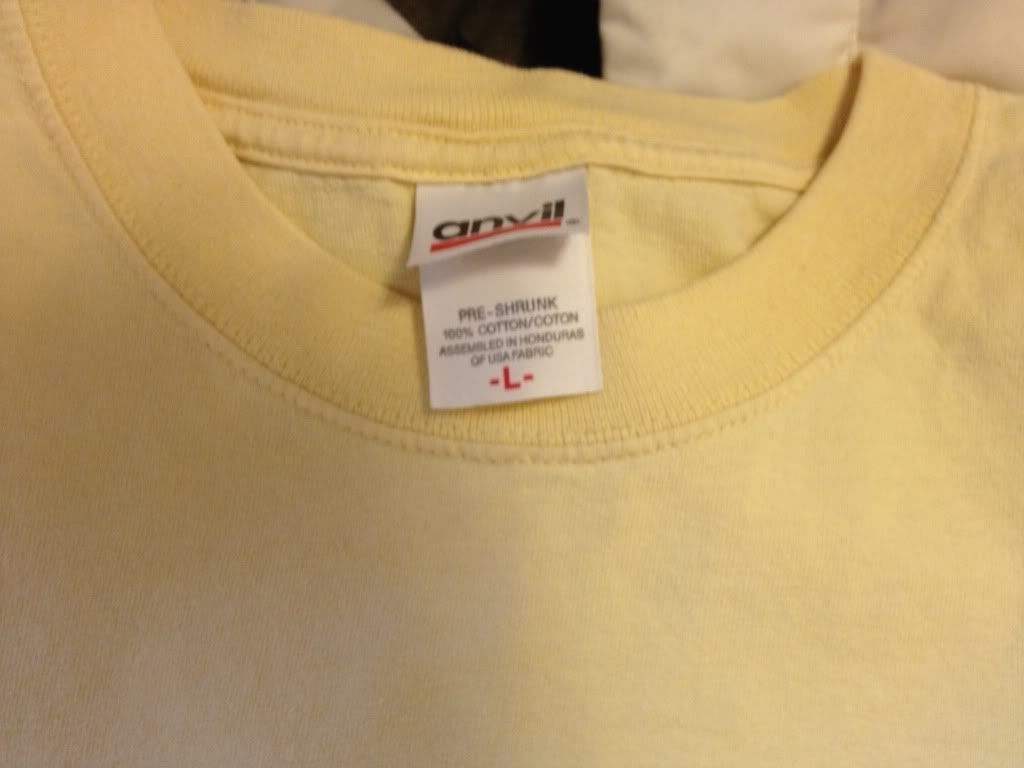 anvil®
PRE-SHRUNK
100% COTTON/COTON
ASSEMBLED IN HONDURAS
OF USA FABRIC
-L-